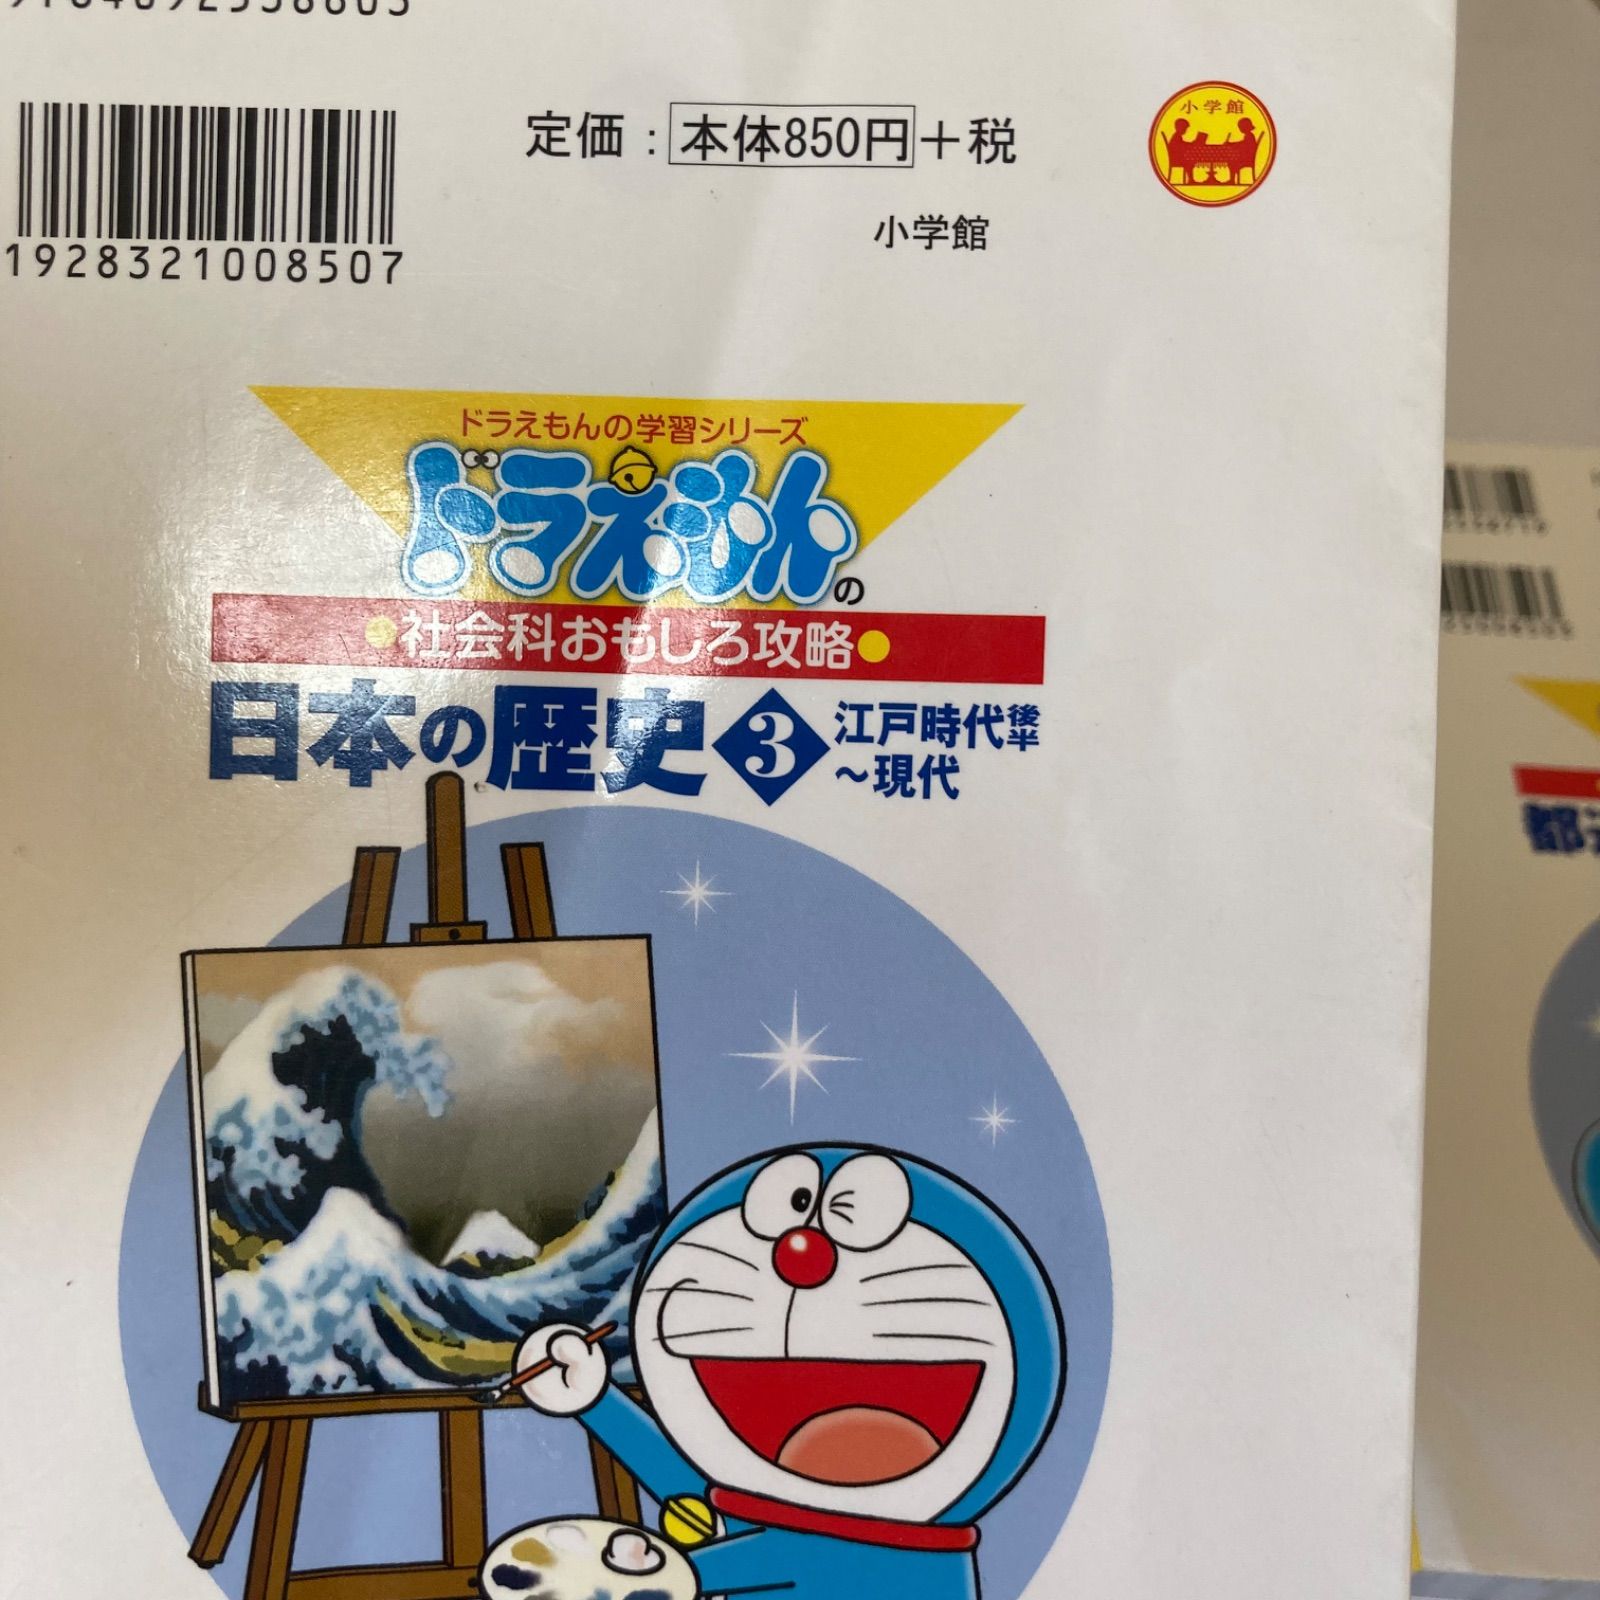 1928321008507
定価：本体850円＋税
小学館
小学館
ドラえもんの学習シリーズ
ドラえもんの
社会科おもしろ攻略
日本の歴史3江戸時代後半
〜現代